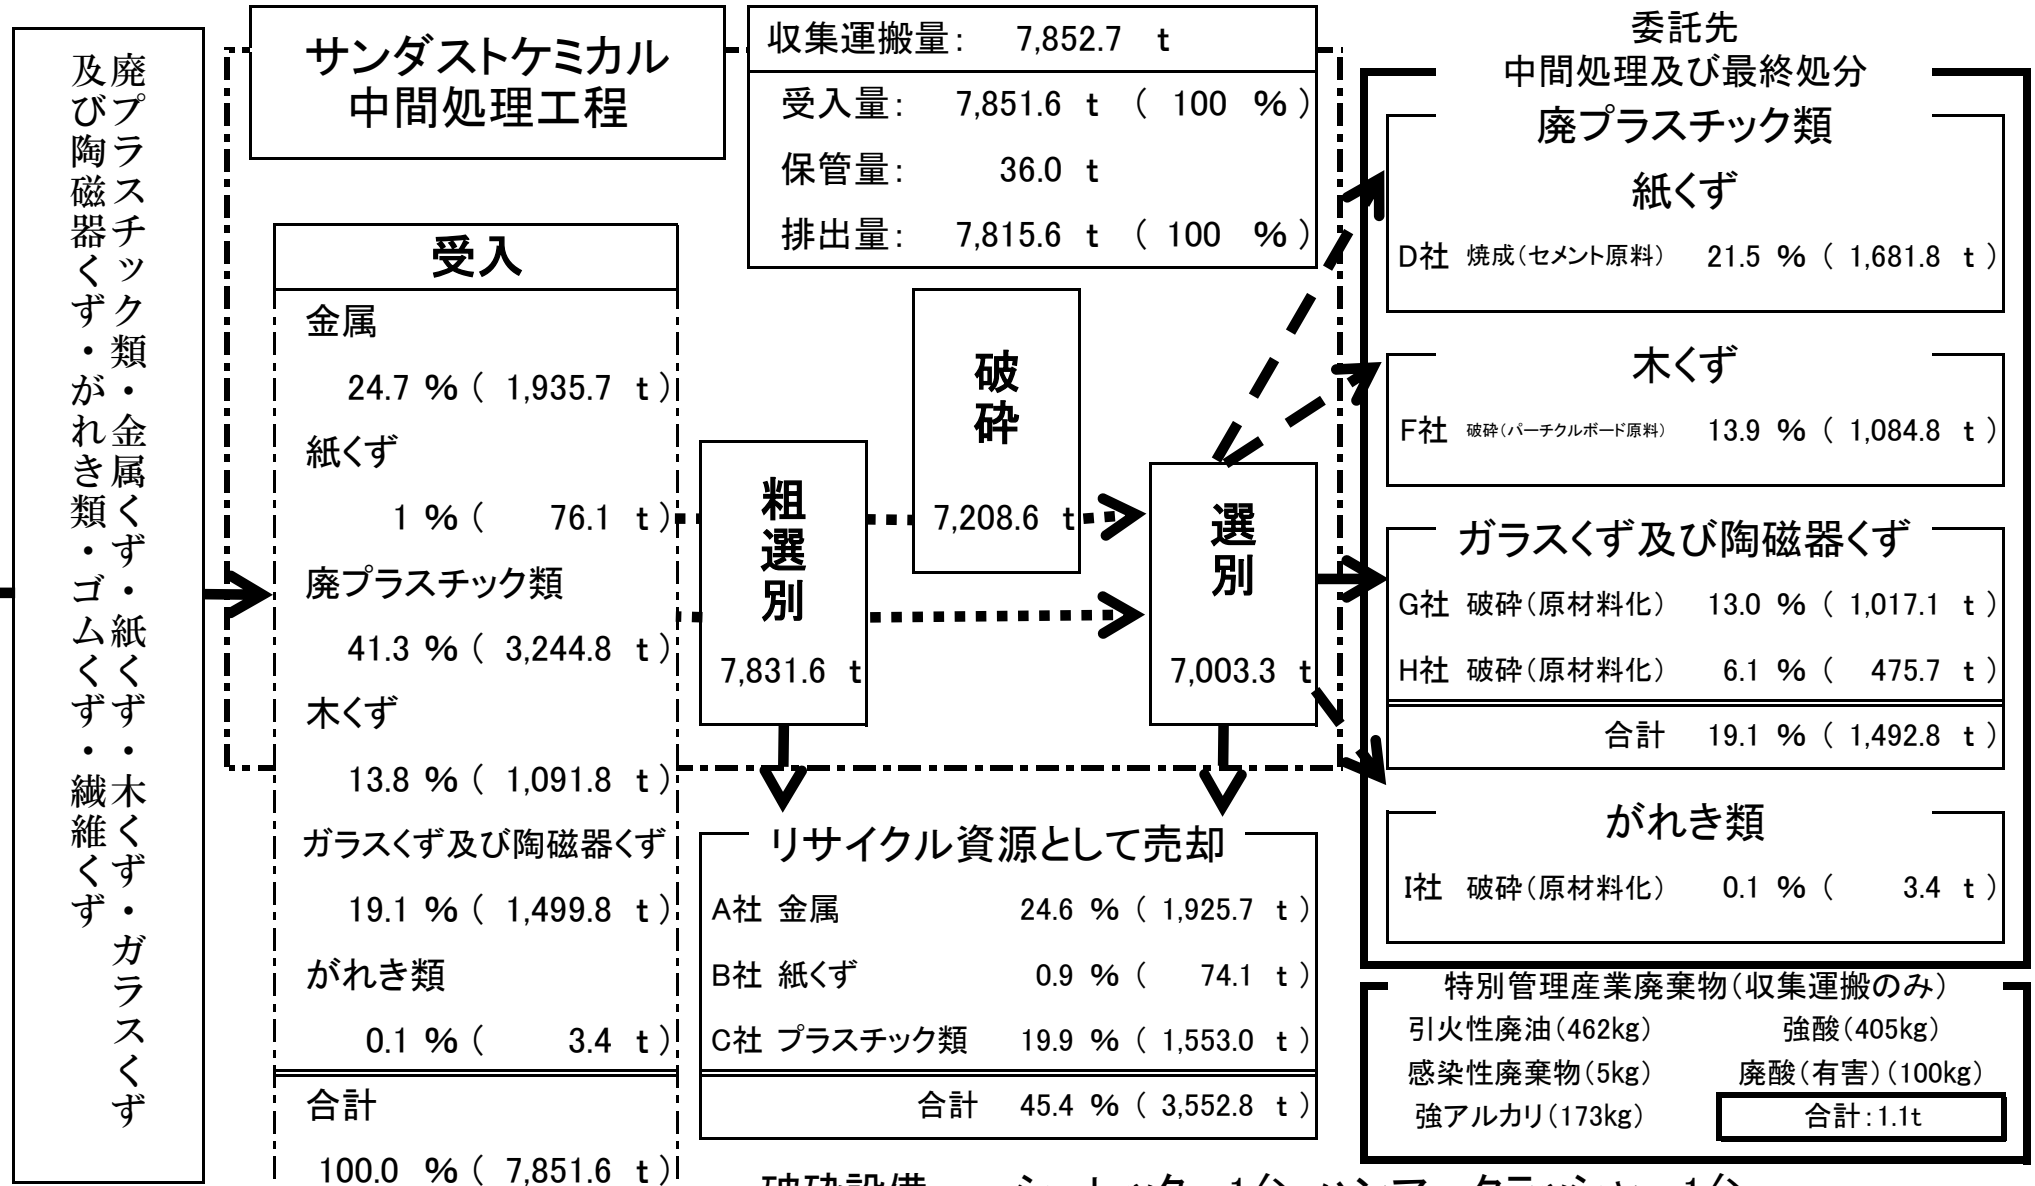 廃プラスチック類・金属くず・紙くず・木くず・ガラスくず
及び陶磁器くず・がれき類・ゴムくず・繊維くず
サンダストケミカル
中間処理工程
収集運搬量: 7,852.7 t
受入量: 7,851.6 t ( 100 % )
保管量: 36.0 t
排出量: 7,815.6 t ( 100 % )
受入
金属
24.7 % ( 1,935.7 t )
紙くず
1 % ( 76.1 t )
廃プラスチック類
41.3 % ( 3,244.8 t )
木くず
13.8 % ( 1,091.8 t )
ガラスくず及び陶磁器くず
19.1 % ( 1,499.8 t )
がれき類
0.1 % ( 3.4 t )
合計
100.0 % ( 7,851.6 t )
粗選別
7,831.6 t
破砕
7,208.6 t
選別
7,003.3 t
リサイクル資源として売却
A社 金属 24.6 % ( 1,925.7 t )
B社 紙くず 0.9 % ( 74.1 t )
C社 プラスチック類 19.9 % ( 1,553.0 t )
合計 45.4 % ( 3,552.8 t )
委託先
中間処理及び最終処分
廃プラスチック類
紙くず
D社 焼成(セメント原料) 21.5 % ( 1,681.8 t )
木くず
F社 破砕(パーチクルボード原料) 13.9 % ( 1,084.8 t )
ガラスくず及び陶磁器くず
G社 破砕(原材料化) 13.0 % ( 1,017.1 t )
H社 破砕(原材料化) 6.1 % ( 475.7 t )
合計 19.1 % ( 1,492.8 t )
がれき類
I社 破砕(原材料化) 0.1 % ( 3.4 t )
特別管理産業廃棄物(収集運搬のみ)
引火性廃油(462kg) 強酸(405kg)
感染性廃棄物(5kg) 廃酸(有害)(100kg)
強アルカリ(173kg) 合計:1.1t